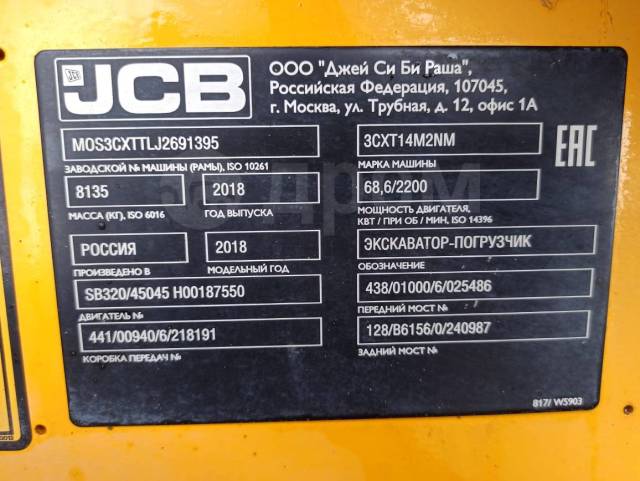 JCB
ООО "Джей Си Би Раша",
Российская Федерация, 107045,
г. Москва, ул. Трубная, д. 12, офис 1А
MOS3CXTTLJ2691395
ЗАВОДСКОЙ № МАШИНЫ (РАМЫ), ISO 10261
8135
2018
МАССА (КГ), ISO 6016
ГОД ВЫПУСКА
РОССИЯ
2018
ПРОИЗВЕДЕНО В
МОДЕЛЬНЫЙ ГОД
SB320/45045 H00187550
ДВИГАТЕЛЬ №
441/00940/6/218191
КОРОБКА ПЕРЕДАЧ №
3CXT14M2NM
МАРКА МАШИНЫ
68,6/2200
МОЩНОСТЬ ДВИГАТЕЛЯ,
КВТ / ПРИ ОБ / МИН, ISO 14396
ЭКСКАВАТОР-ПОГРУЗЧИК
ОБОЗНАЧЕНИЕ
438/01000/6/025486
ПЕРЕДНИЙ МОСТ №
128/B6156/0/240987
ЗАДНИЙ МОСТ №
EAC
817/ W5903
дром